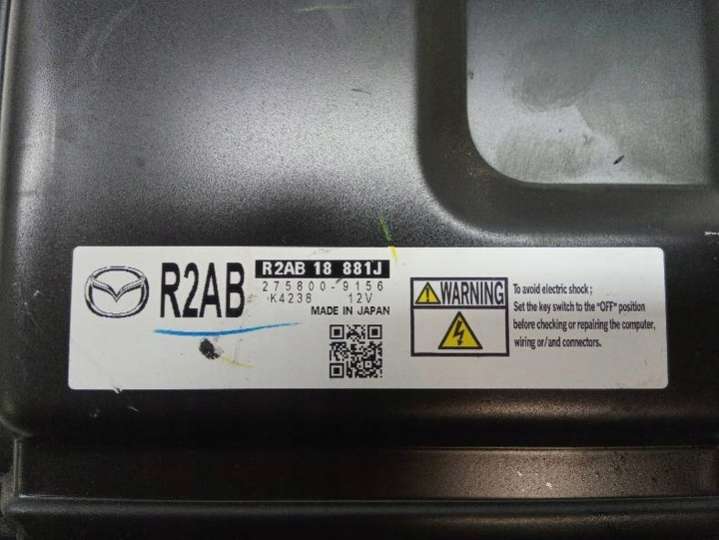 R2AB
R2AB 18 881J
275800-9156
K4238 12V
MADE IN JAPAN
WARNING
To avoid electric shock ;
Set the key switch to the "OFF" position
before checking or repairing the computer,
wiring or/and connectors.